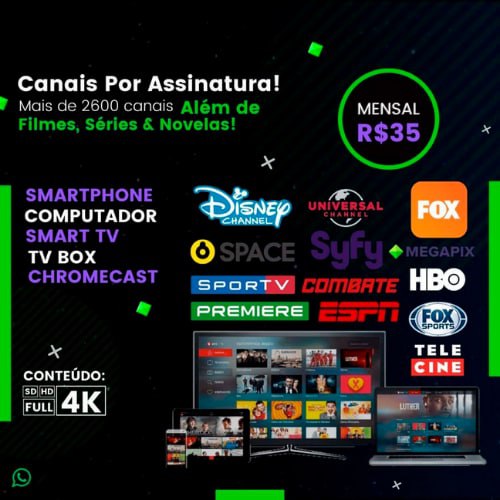 Canais Por Assinatura!
Mais de 2600 canais Além de
Filmes, Séries & Novelas!
MENSAL
R$35
SMARTPHONE
COMPUTADOR
SMART TV
TV BOX
CHROMECAST
Disney
CHANNEL
UNIVERSAL
CHANNEL
FOX
SPACE
Syfy
MEGAPIX
SPORTV
COMBATE
HBO
PREMIERE
ESPN
FOX
SPORTS
TELE
CINE
CONTEÚDO:
SD HD
FULL 4K
LUTHER